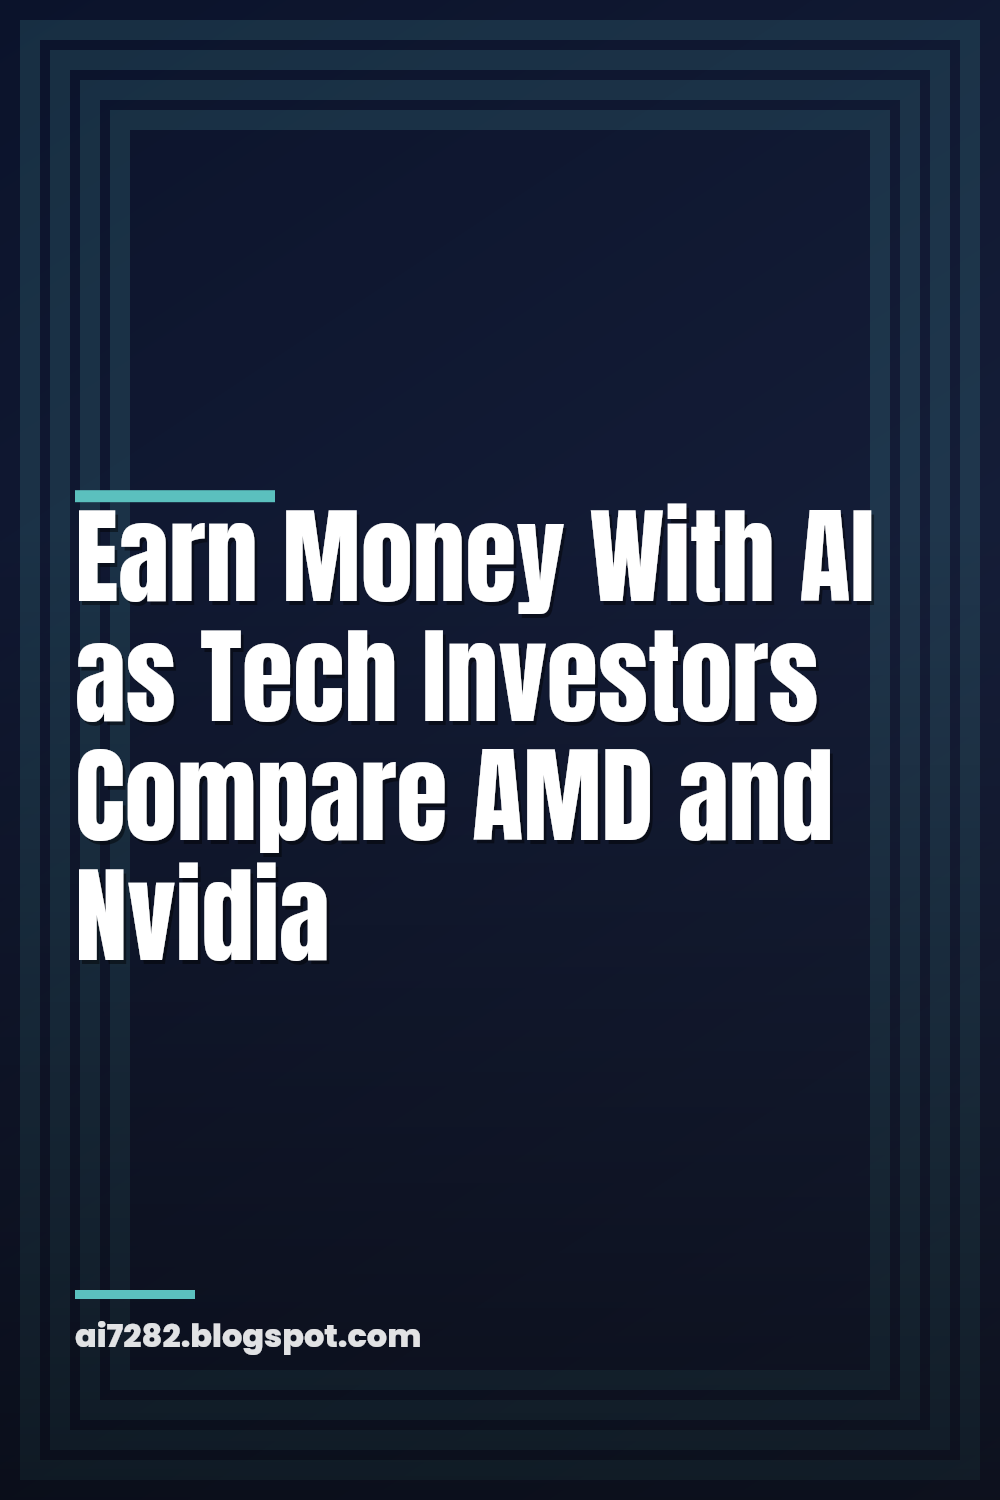 Earn Money With AI
as Tech Investors
Compare AMD and
Nvidia
ai7282.blogspot.com